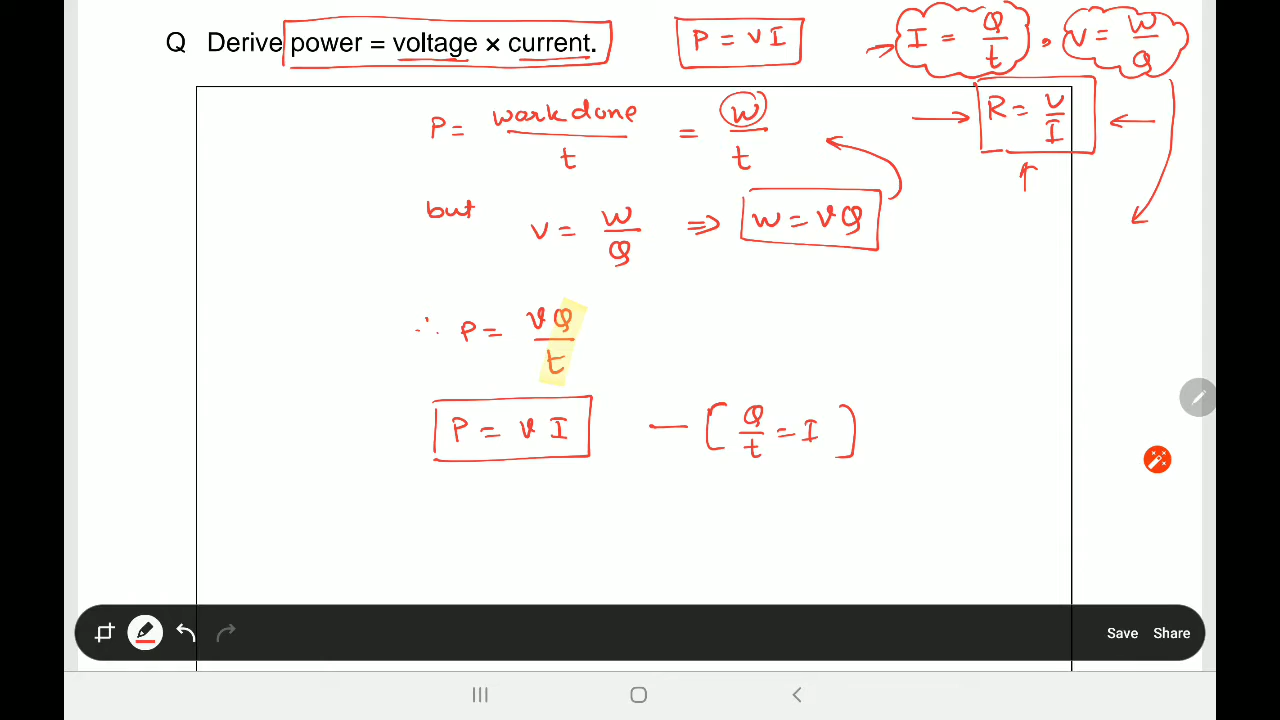 Q Derive power = voltage × current.
P = VI
I = Q/t , V = W/Q
R = V/I
P = work done/t = W/t
but V = W/Q ⇒ W = VQ
∴ P = VQ/t
P = VI — [Q/t = I]
Save Share